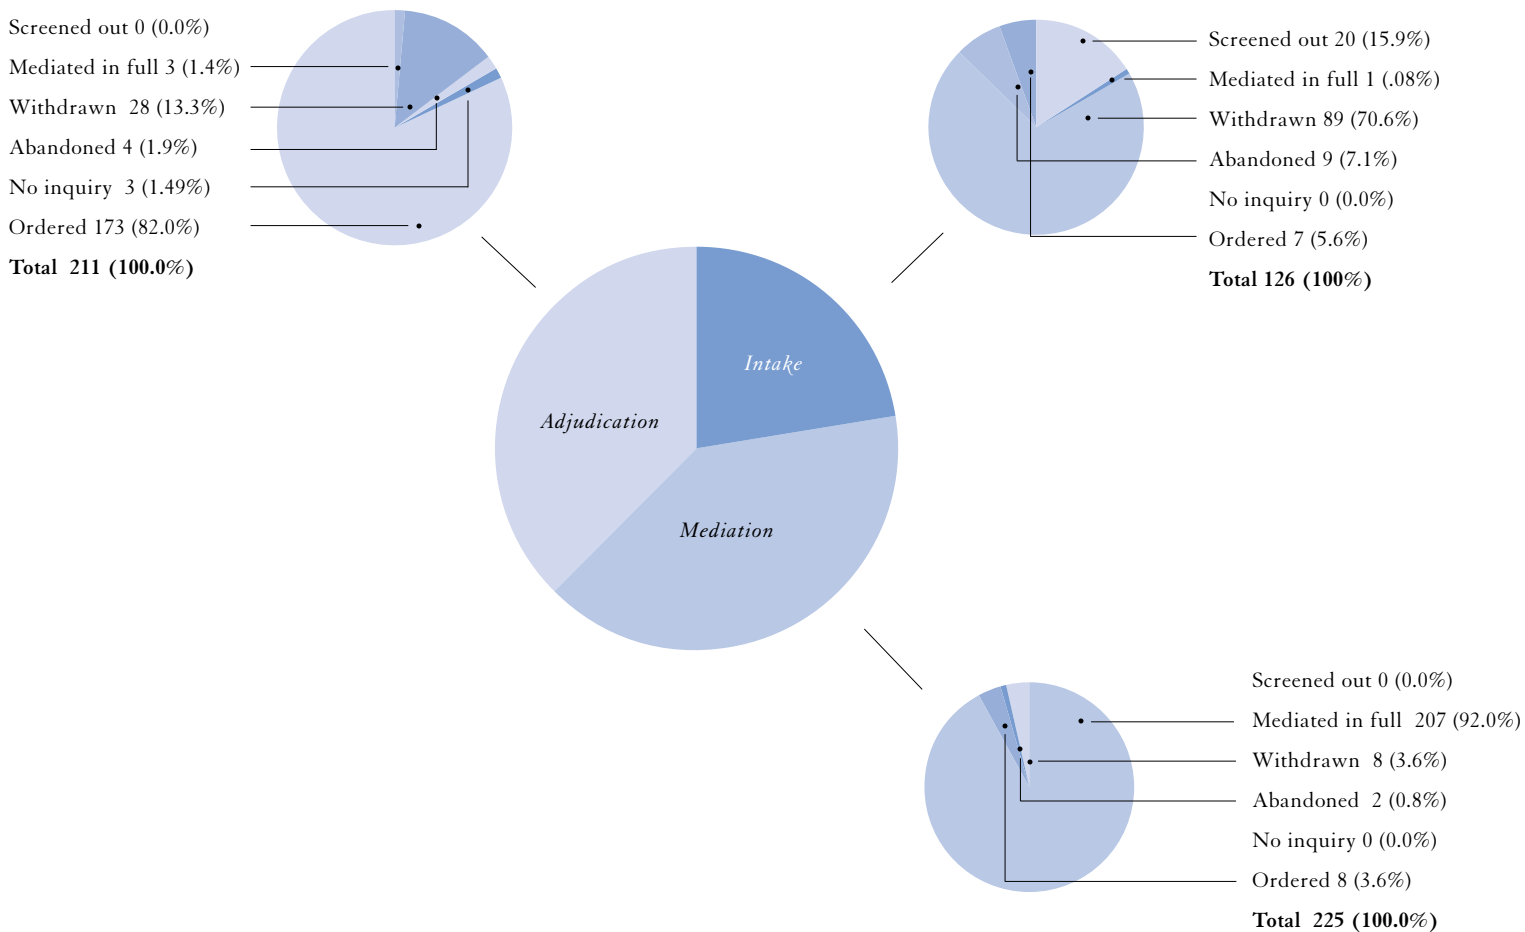 Screened out 0 (0.0%)
Mediated in full 3 (1.4%)
Withdrawn 28 (13.3%)
Abandoned 4 (1.9%)
No inquiry 3 (1.49%)
Ordered 173 (82.0%)
Total 211 (100.0%)
Screened out 20 (15.9%)
Mediated in full 1 (.08%)
Withdrawn 89 (70.6%)
Abandoned 9 (7.1%)
No inquiry 0 (0.0%)
Ordered 7 (5.6%)
Total 126 (100%)
Intake
Adjudication
Mediation
Screened out 0 (0.0%)
Mediated in full 207 (92.0%)
Withdrawn 8 (3.6%)
Abandoned 2 (0.8%)
No inquiry 0 (0.0%)
Ordered 8 (3.6%)
Total 225 (100.0%)